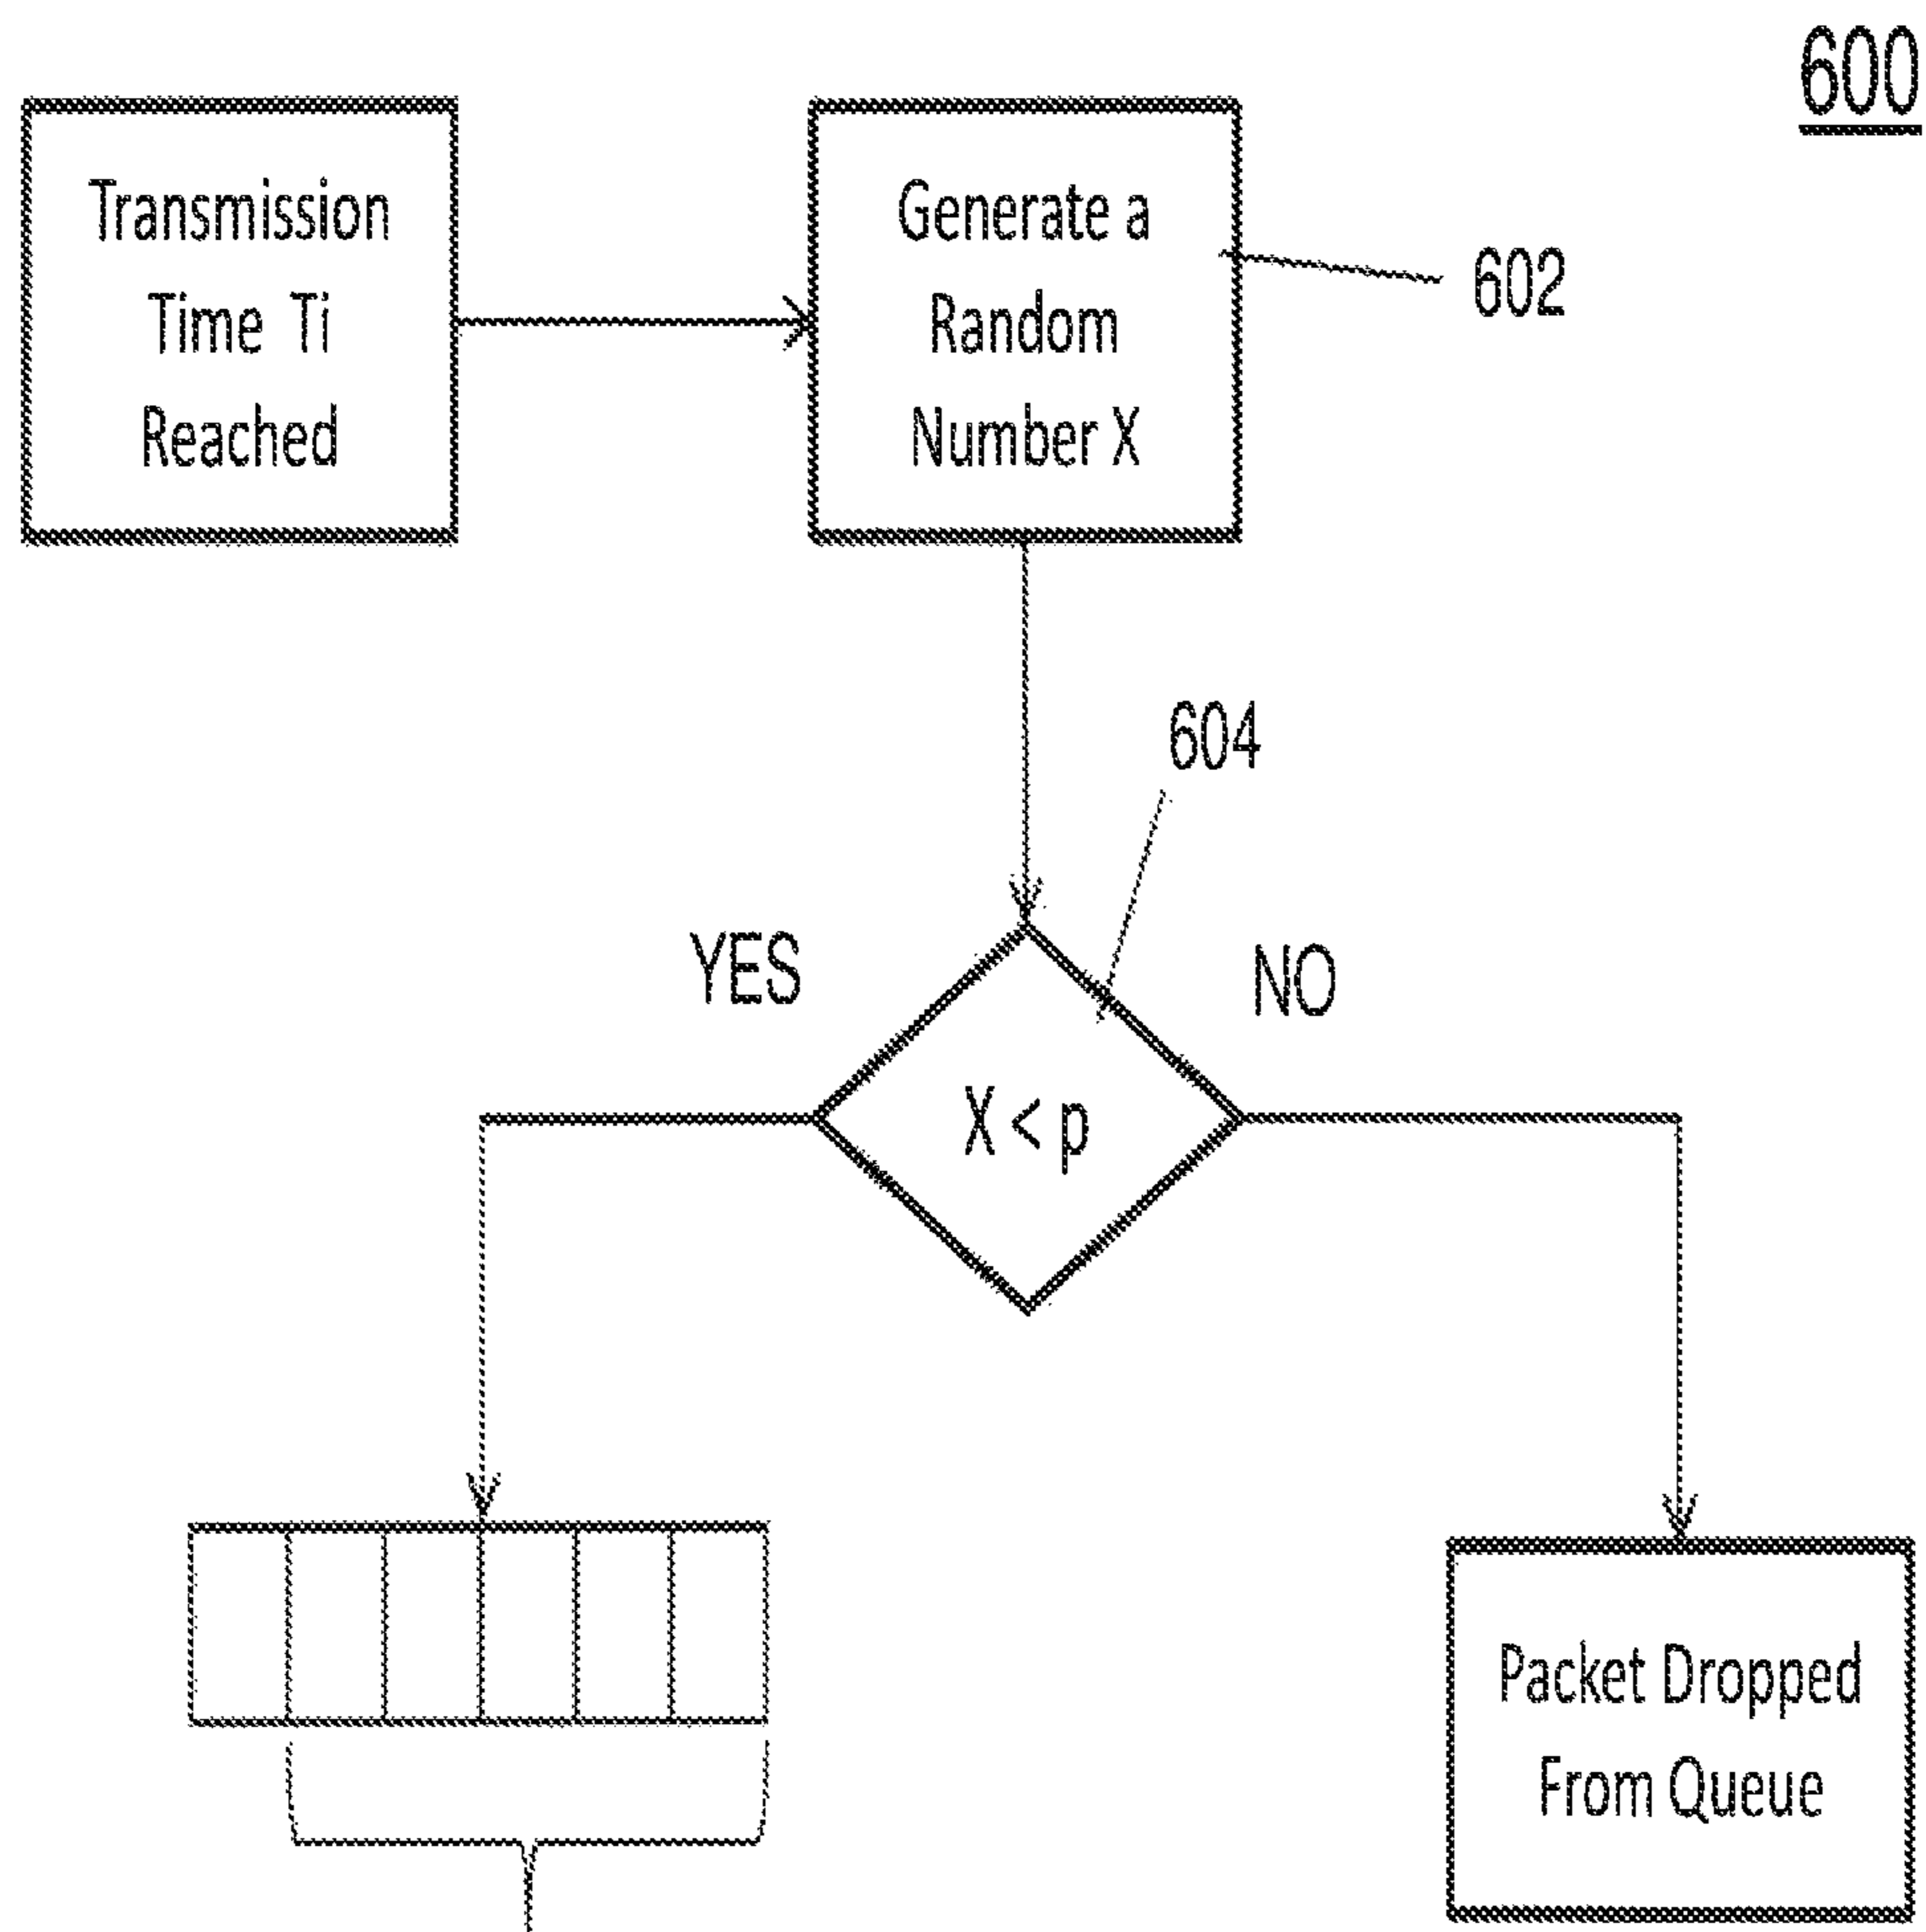 600
Transmission
Time Ti
Reached
Generate a
Random
Number X
602
604
YES
NO
X < p
Packet Dropped
From Queue